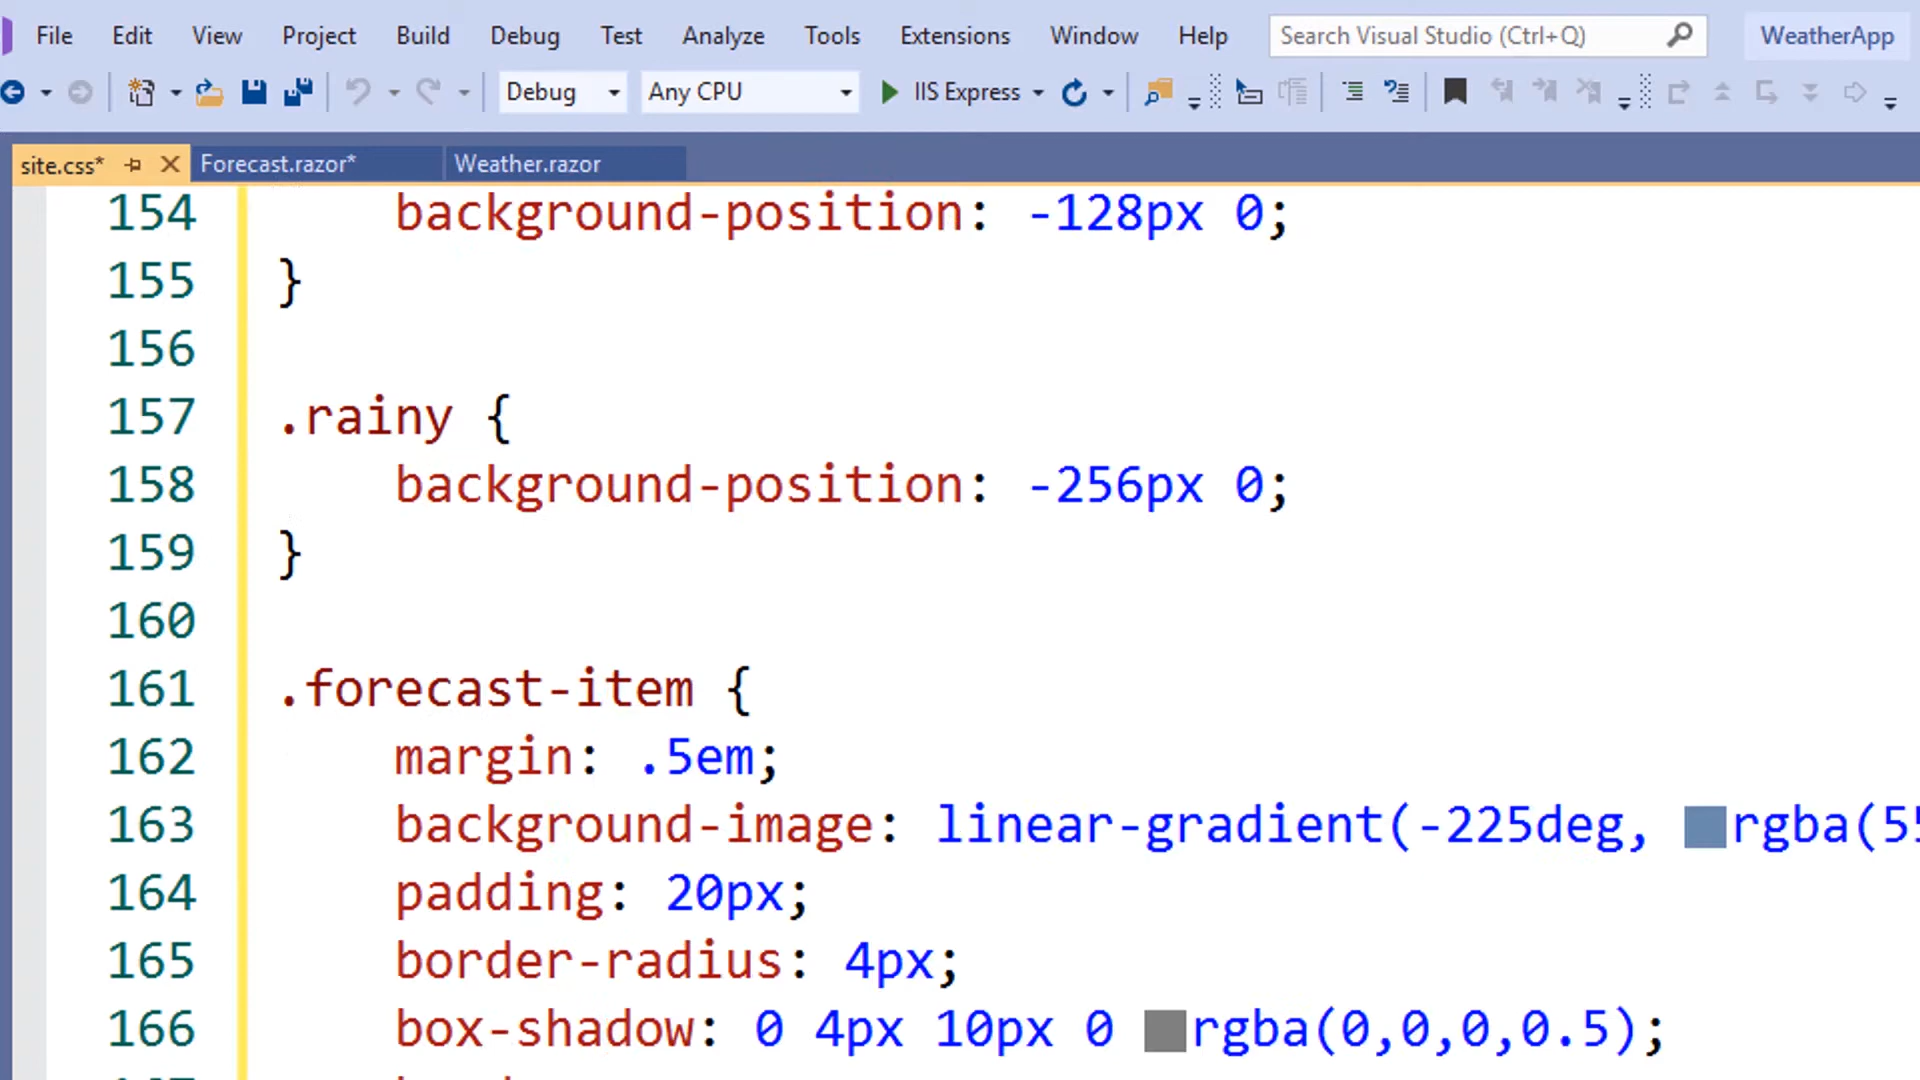 File Edit View Project Build Debug Test Analyze Tools Extensions Window Help Search Visual Studio (Ctrl+Q) WeatherApp
Debug Any CPU IIS Express
site.css* Forecast.razor* Weather.razor
154 background-position: -128px 0;
155 }
156
157 .rainy {
158 background-position: -256px 0;
159 }
160
161 .forecast-item {
162 margin: .5em;
163 background-image: linear-gradient(-225deg, rgba(55
164 padding: 20px;
165 border-radius: 4px;
166 box-shadow: 0 4px 10px 0 rgba(0,0,0,0.5);